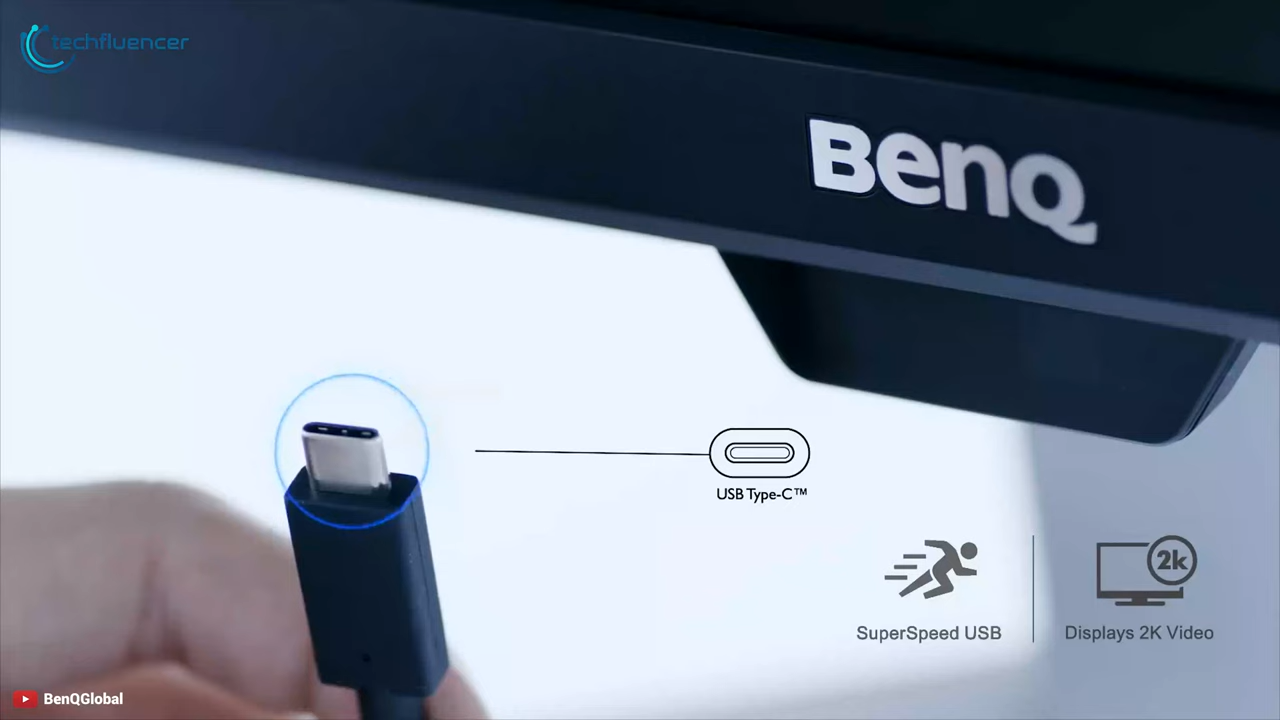 techfluencer
BenQ
USB Type-C™
2k
SuperSpeed USB
Displays 2K Video
BenQGlobal